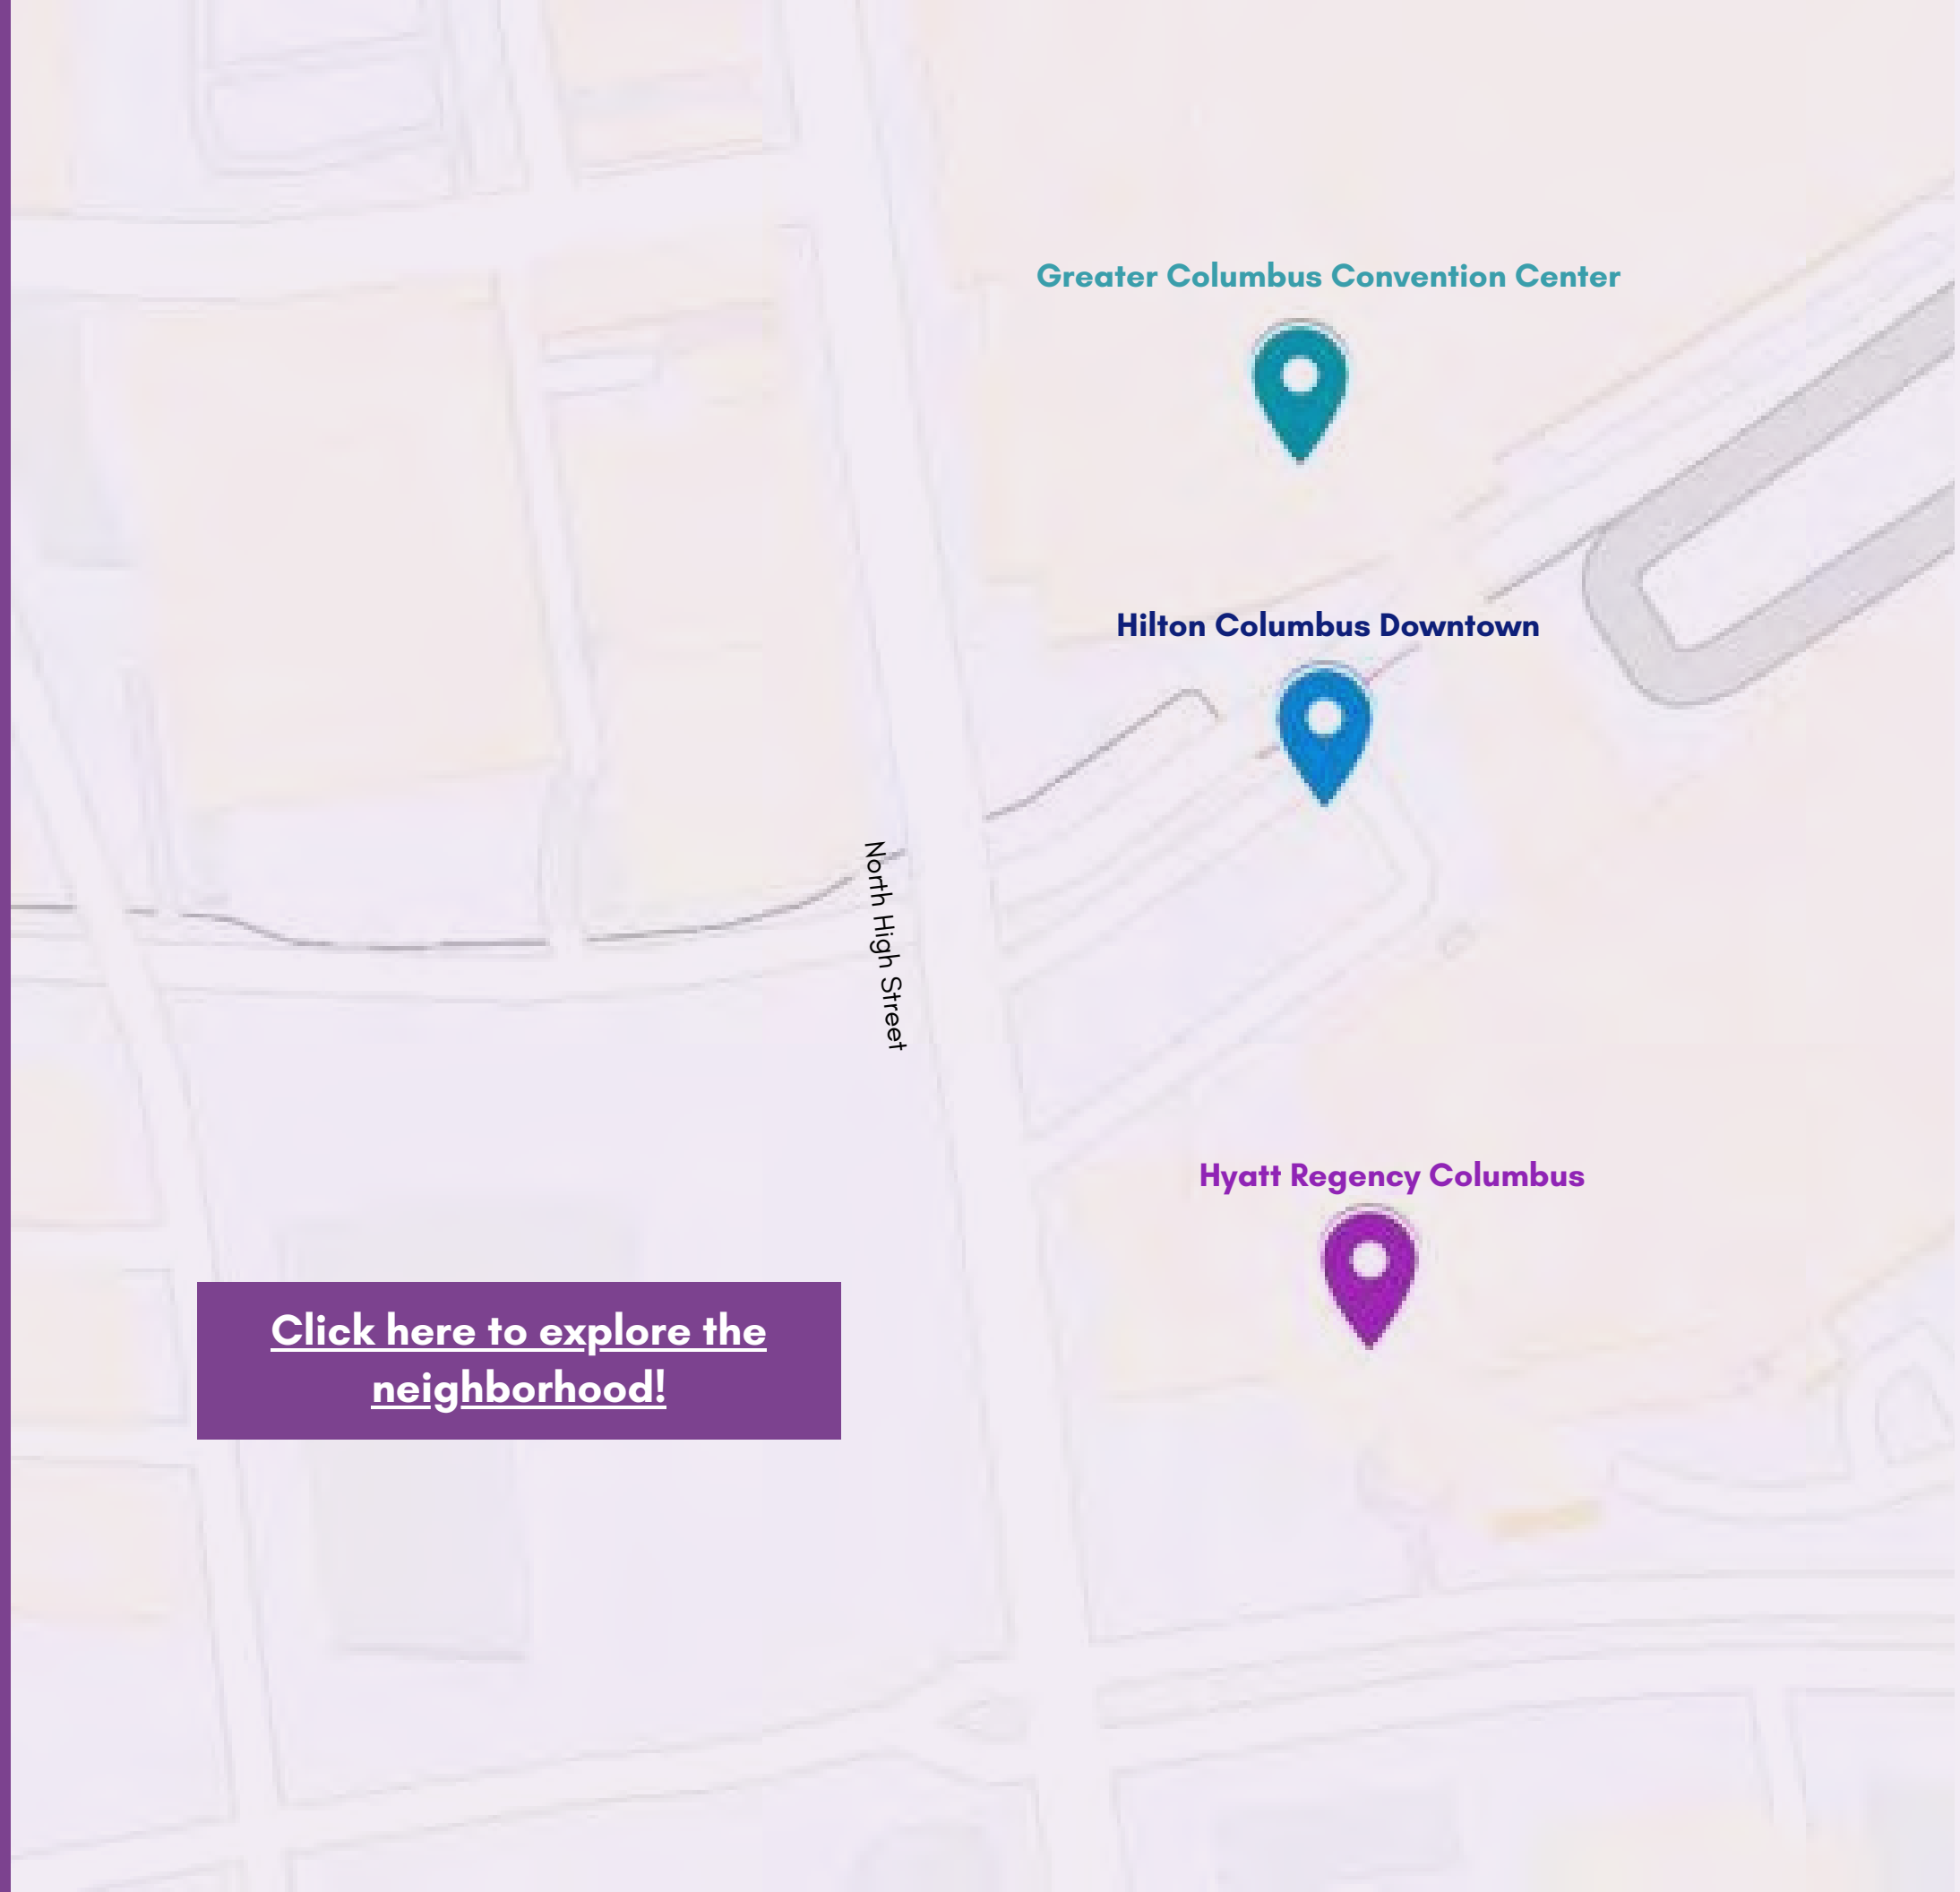 Greater Columbus Convention Center
Hilton Columbus Downtown
North High Street
Hyatt Regency Columbus
Click here to explore the
neighborhood!